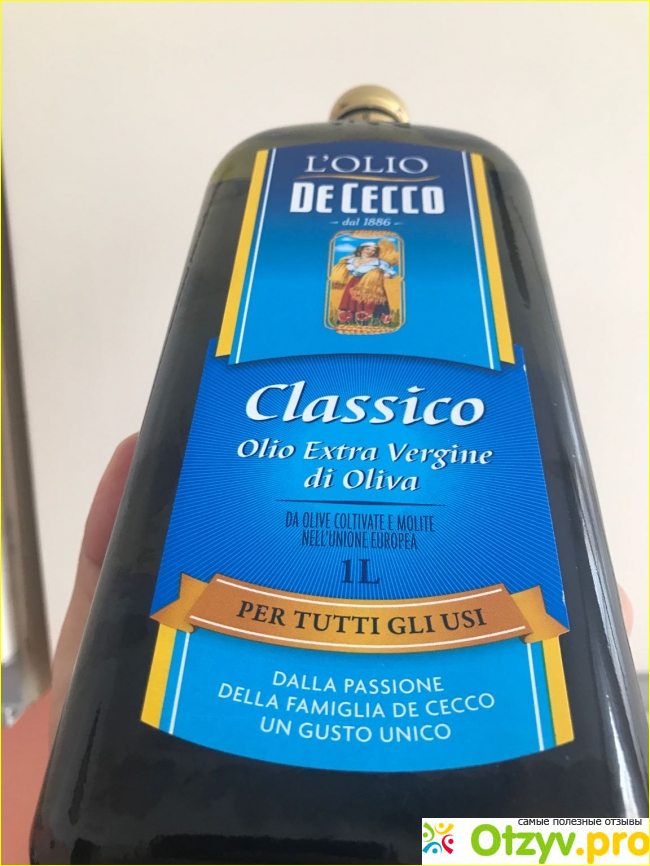 L'OLIO
DE CECCO
dal 1886
Classico
Olio Extra Vergine
di Oliva
DA OLIVE COLTIVATE E MOLITE
NELL'UNIONE EUROPEA
1L
PER TUTTI GLI USI
DALLA PASSIONE
DELLA FAMIGLIA DE CECCO
UN GUSTO UNICO
самые полезные отзывы
Otzyv.pro